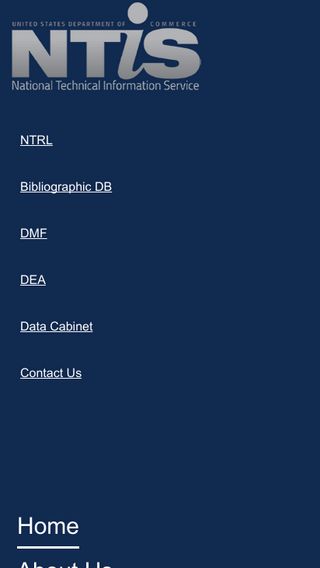 UNITED STATES DEPARTMENT OF COMMERCE
NTIS
National Technical Information Service
NTRL
Bibliographic DB
DMF
DEA
Data Cabinet
Contact Us
Home
About Us